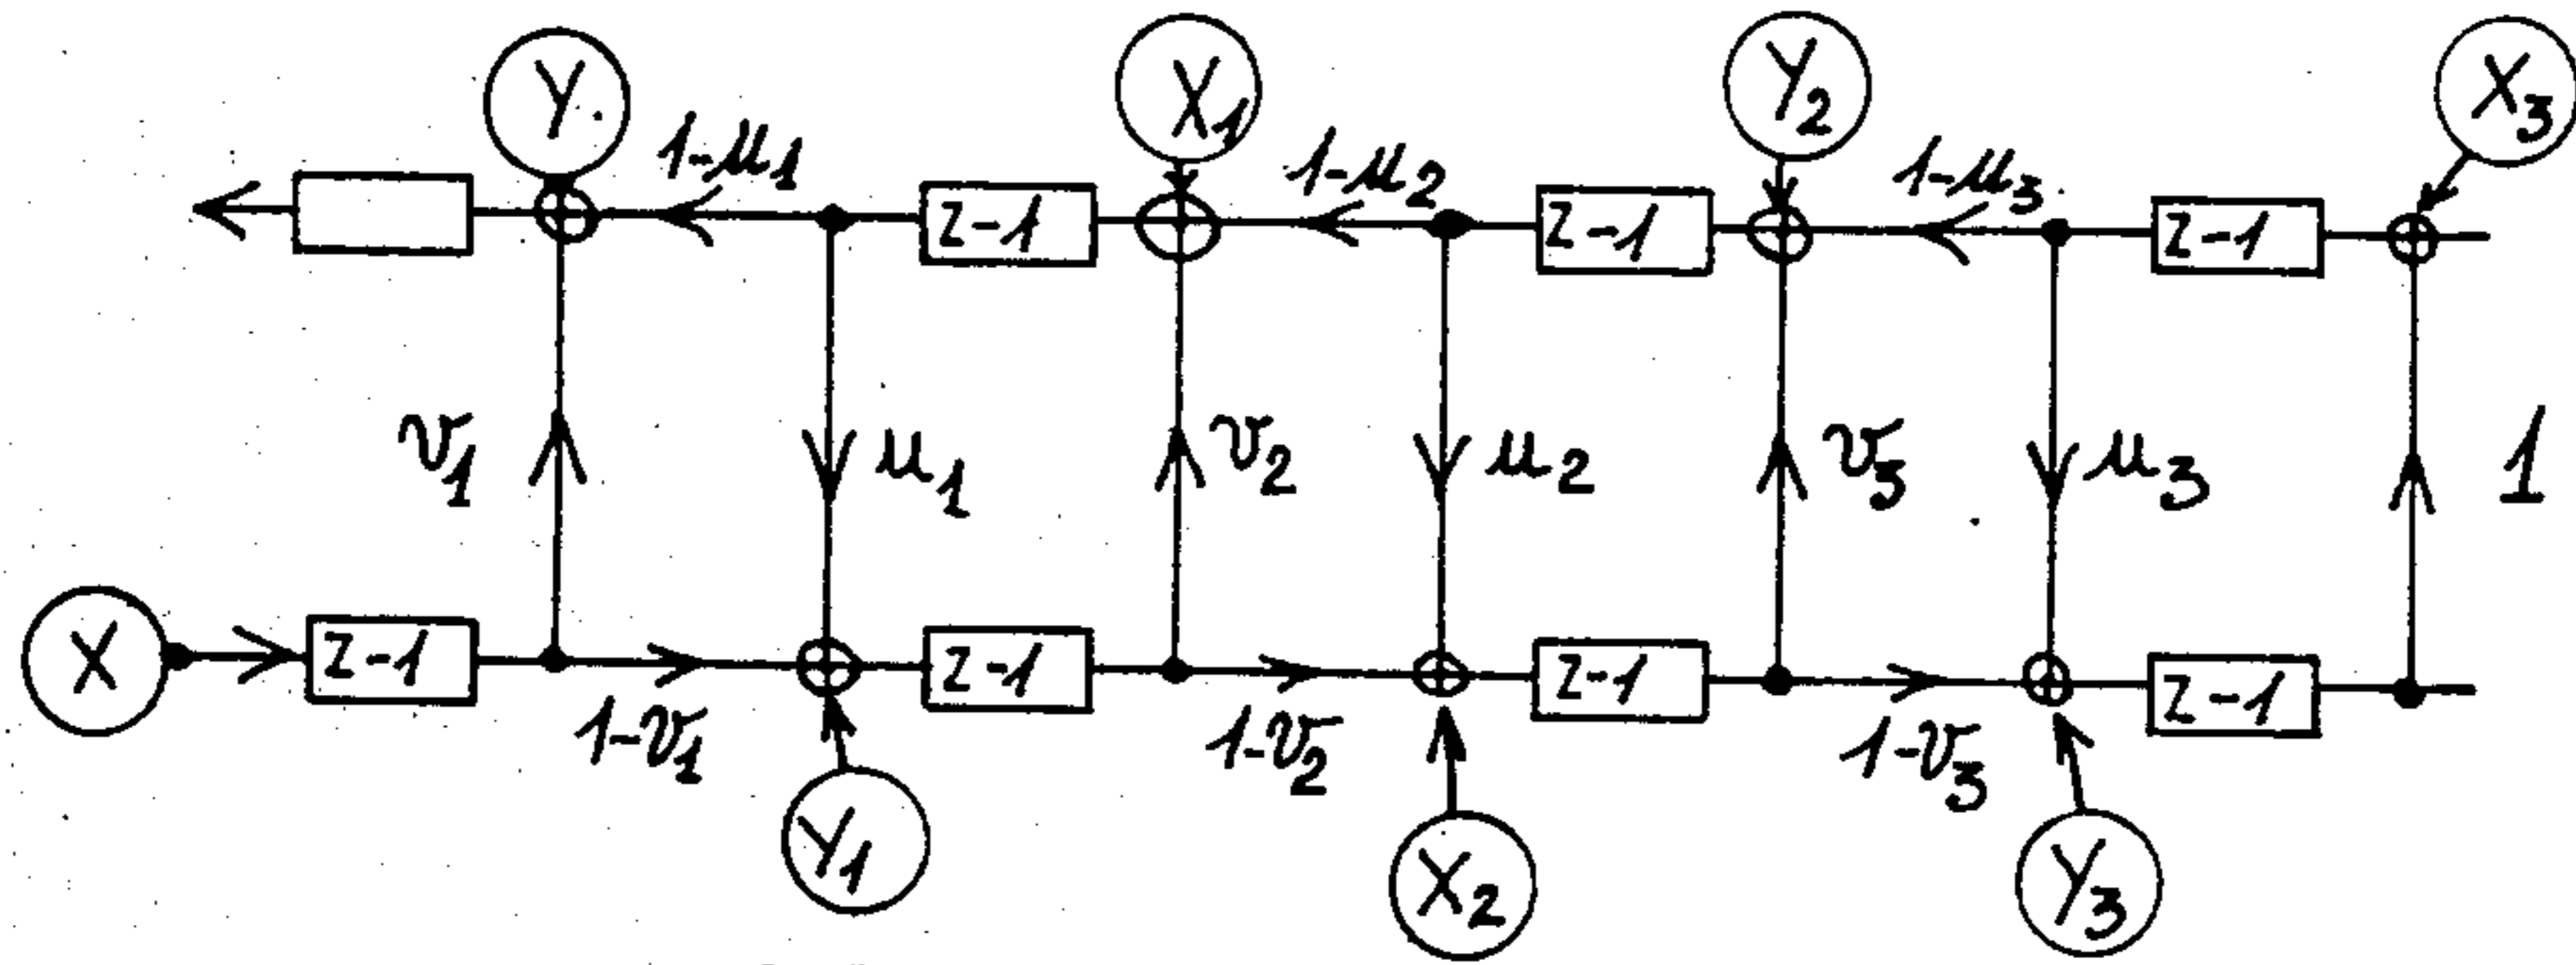 Y X1 Y2 X3
1-μ1 1-μ2 1-μ3
z-1 z-1 z-1
v1 μ1 v2 μ2 v3 μ3 1
X z-1 z-1 z-1 z-1
1-v1 1-v2 1-v3
Y1 X2 Y3